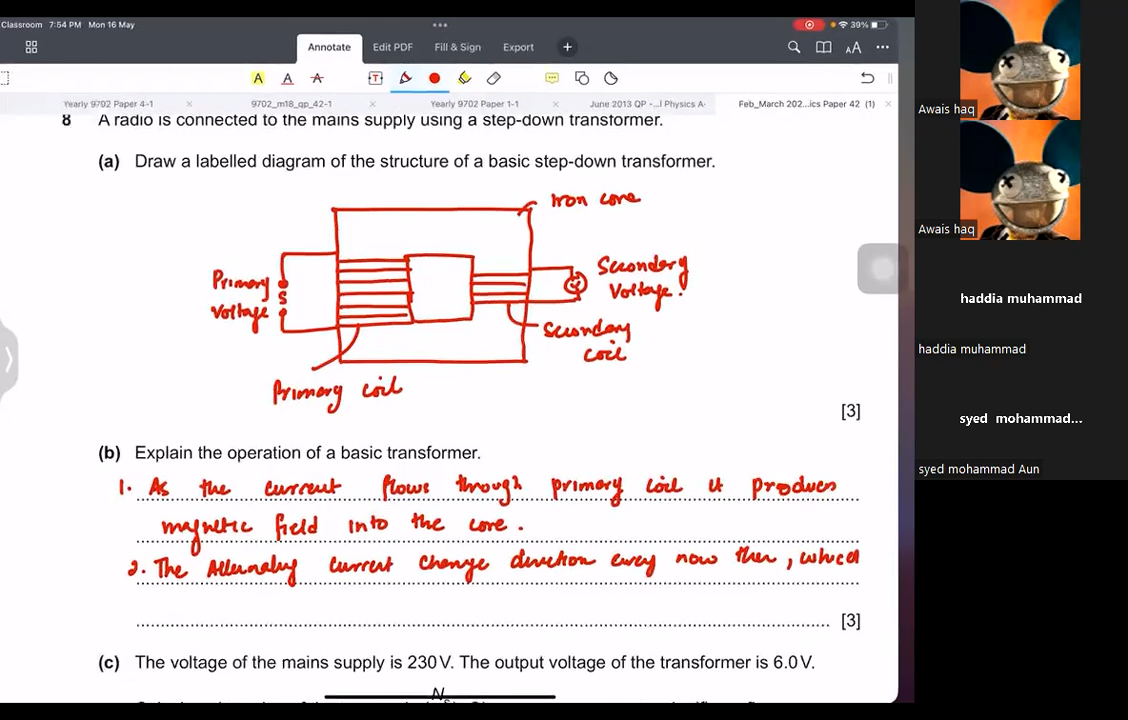 Classroom 7:54 PM Mon 16 May
39%
Annotate
Edit PDF
Fill & Sign
Export
Yearly 9702 Paper 4-1
9702_m18_qp_42-1
Yearly 9702 Paper 1-1
June 2013 QP -...l Physics A-
Feb_March 202...ics Paper 42 (1)
8 A radio is connected to the mains supply using a step-down transformer.
(a) Draw a labelled diagram of the structure of a basic step-down transformer.
Iron core
Primary
voltage
S
Secondary
Voltage.
Secondary
coil
Primary coil
[3]
(b) Explain the operation of a basic transformer.
1. As the current flows through primary coil it
magnetic field into the core.
2. The current change direction now then,
[3]
(c) The voltage of the mains supply is 230 V. The output voltage of the transformer is 6.0 V.
Awais haq
Awais haq
haddia muhammad
haddia muhammad
syed mohammad...
syed mohammad Aun